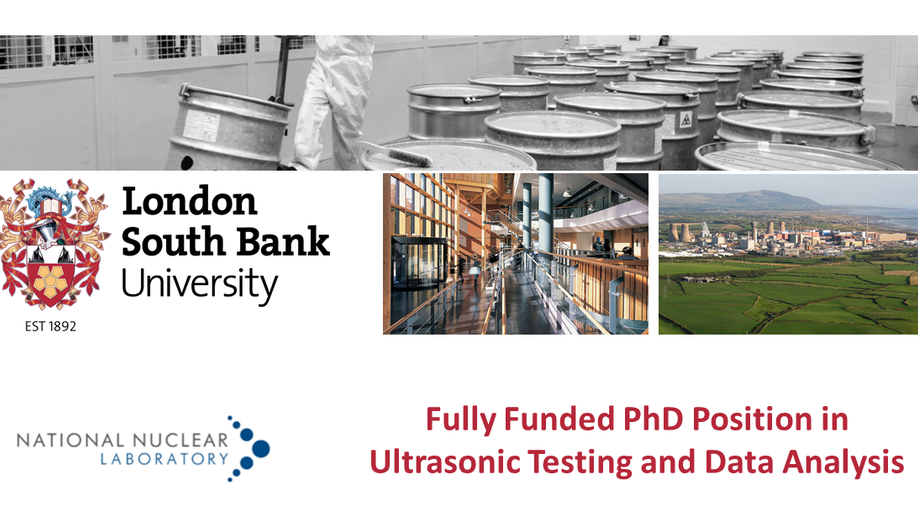 London
South Bank
University
EST 1892
NATIONAL NUCLEAR
LABORATORY
Fully Funded PhD Position in
Ultrasonic Testing and Data Analysis